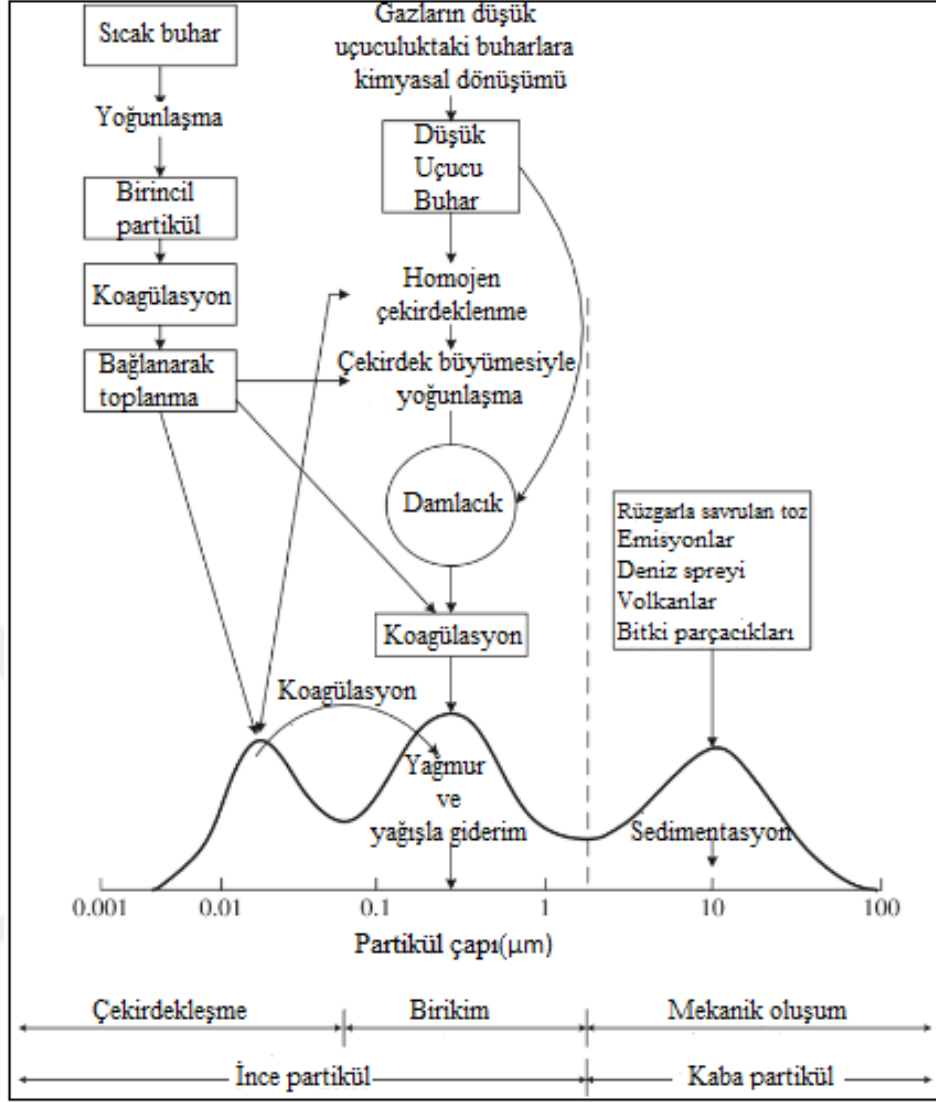 Sıcak buhar
Yoğunlaşma
Birincil
partikül
Koagülasyon
Bağlanarak
toplanma
Gazların düşük
uçuculuktaki buharlara
kimyasal dönüşümü
Düşük
Uçucu
Buhar
Homojen
çekirdeklenme
Çekirdek büyümesiyle
yoğunlaşma
Damlacık
Koagülasyon
Rüzgarla savrulan toz
Emisyonlar
Deniz spreyi
Volkanlar
Bitki parçacıkları
Koagülasyon
Yağmur
ve
yağışla giderim
Sedimentasyon
0.001 0.01 0.1 1 10 100
Partikül çapı(μm)
Çekirdekleşme Birikim Mekanik oluşum
İnce partikül Kaba partikül